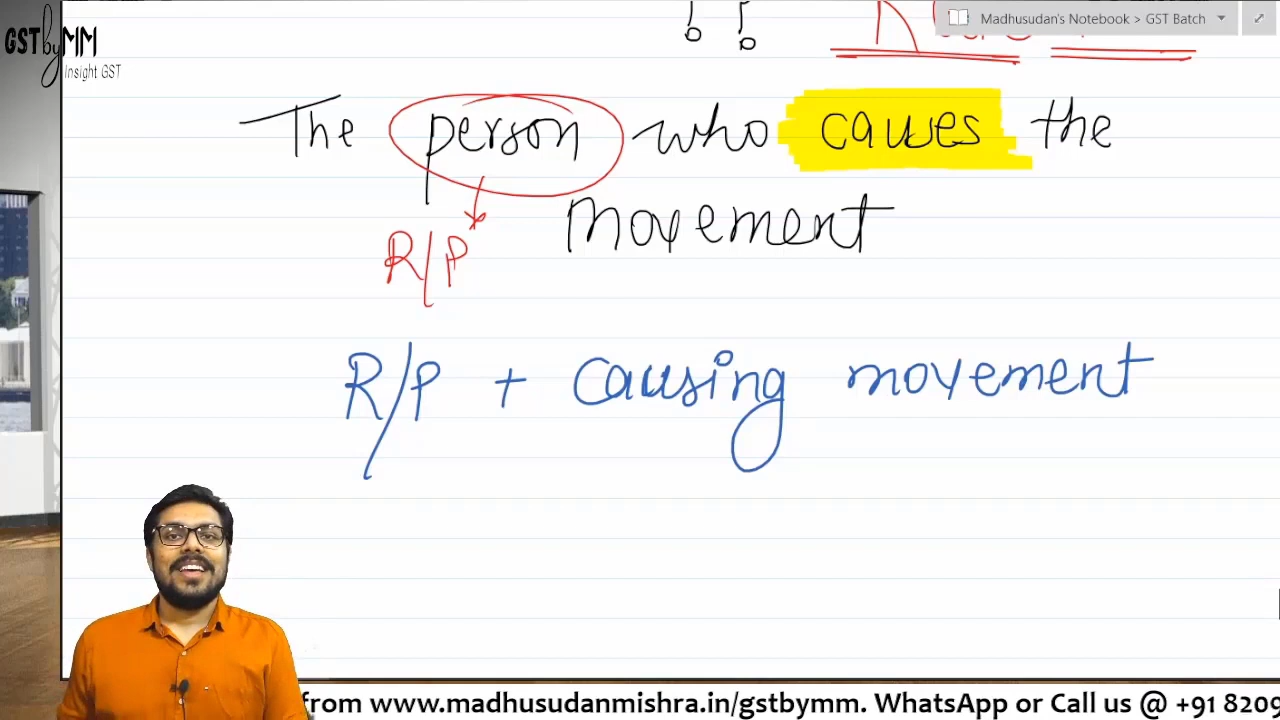 GST by MM
Insight GST
Madhusudan's Notebook > GST Batch
The person who causes the
movement
R/P
R/P + causing movement
from www.madhusudanmishra.in/gstbymm. WhatsApp or Call us @ +91 8209